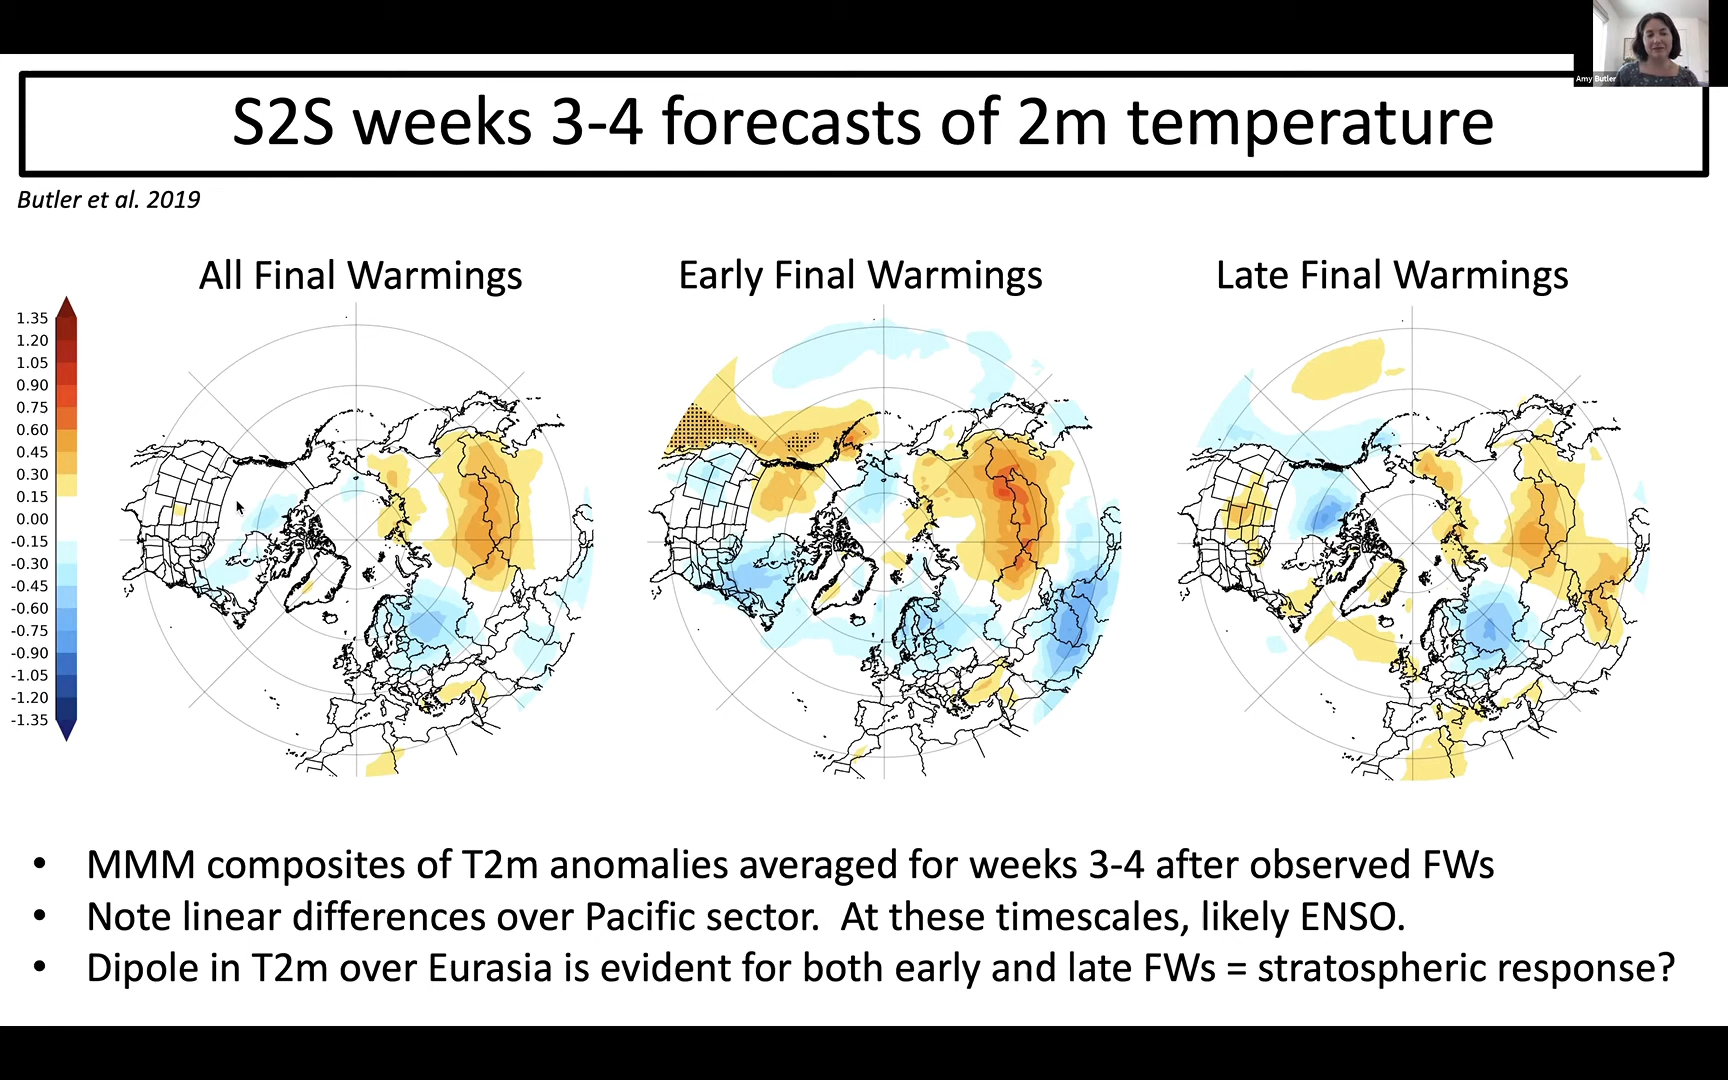 Amy Butler
S2S weeks 3-4 forecasts of 2m temperature
Butler et al. 2019
All Final Warmings
Early Final Warmings
Late Final Warmings
1.35
1.20
1.05
0.90
0.75
0.60
0.45
0.30
0.15
0.00
-0.15
-0.30
-0.45
-0.60
-0.75
-0.90
-1.05
-1.20
-1.35
• MMM composites of T2m anomalies averaged for weeks 3-4 after observed FWs
• Note linear differences over Pacific sector. At these timescales, likely ENSO.
• Dipole in T2m over Eurasia is evident for both early and late FWs = stratospheric response?